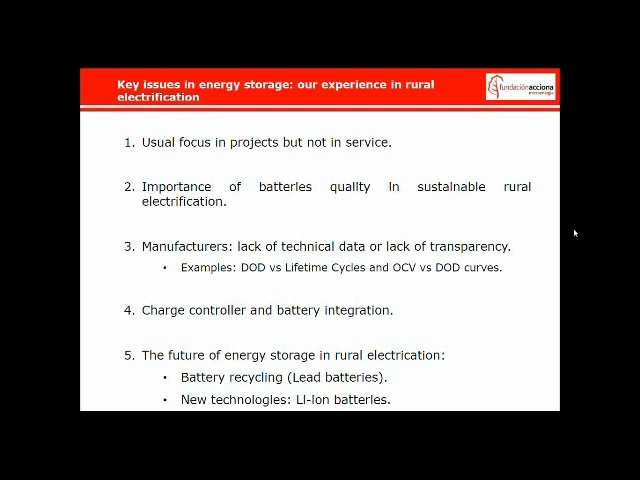 Key issues in energy storage: our experience in rural
electrification
fundaciónacciona
microenergía
1. Usual focus in projects but not in service.
2. Importance of batteries quality in sustainable rural
electrification.
3. Manufacturers: lack of technical data or lack of transparency.
• Examples: DOD vs Lifetime Cycles and OCV vs DOD curves.
4. Charge controller and battery integration.
5. The future of energy storage in rural electrication:
• Battery recycling (Lead batteries).
• New technologies: LI-Ion batteries.